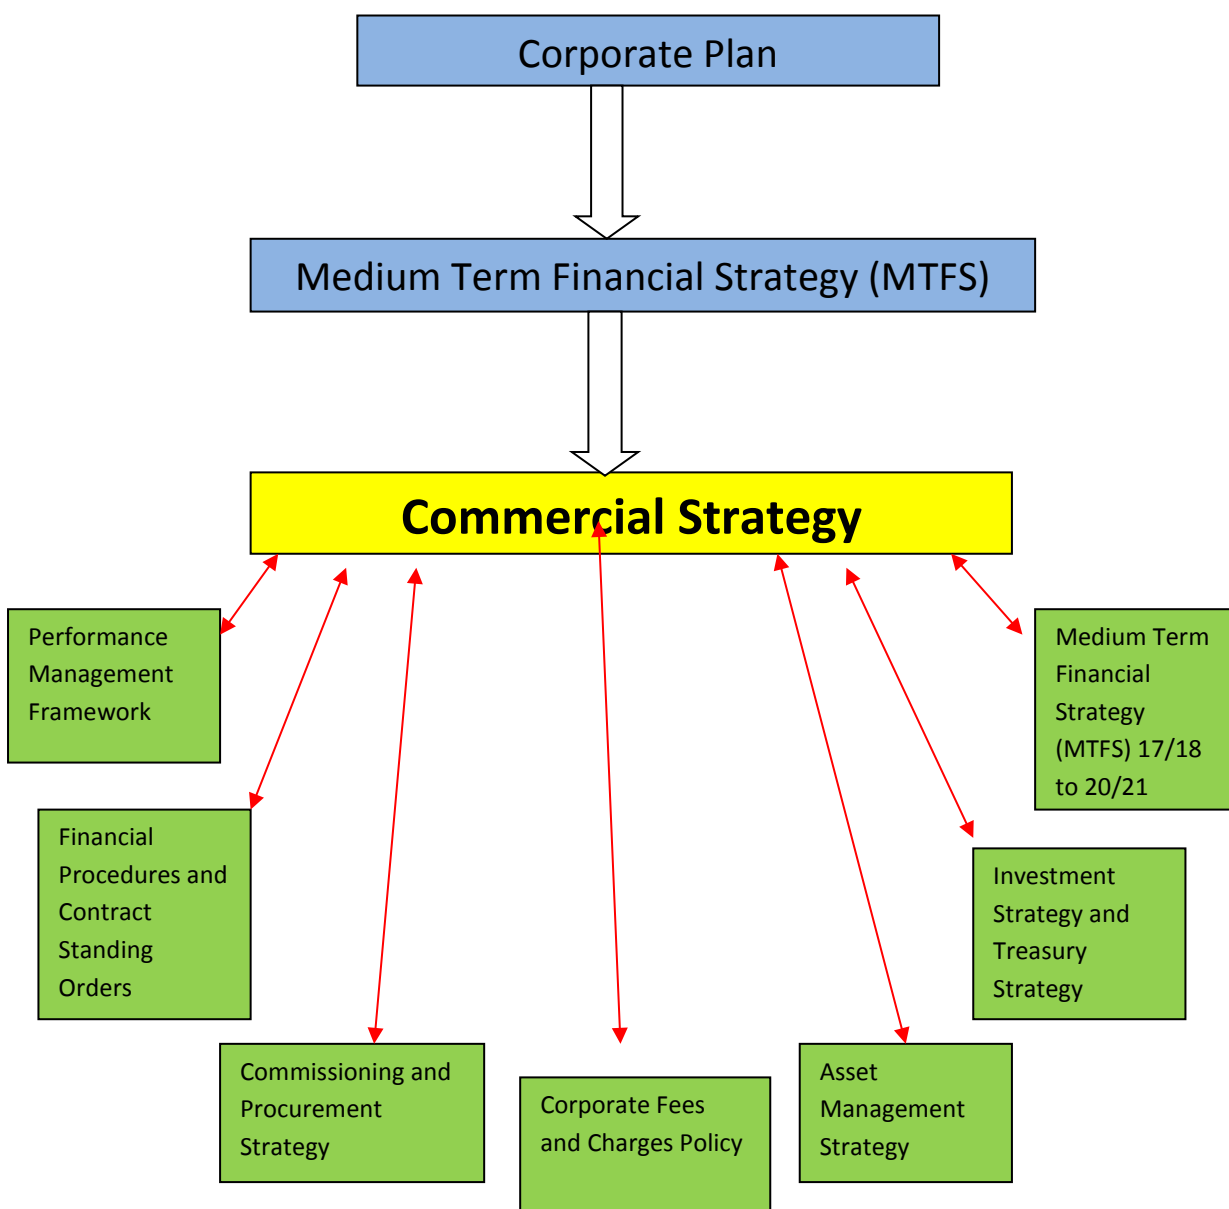 Corporate Plan
Medium Term Financial Strategy (MTFS)
Commercial Strategy
Performance
Management
Framework
Financial
Procedures and
Contract
Standing
Orders
Commissioning and
Procurement
Strategy
Corporate Fees
and Charges Policy
Asset
Management
Strategy
Investment
Strategy and
Treasury
Strategy
Medium Term
Financial
Strategy
(MTFS) 17/18
to 20/21